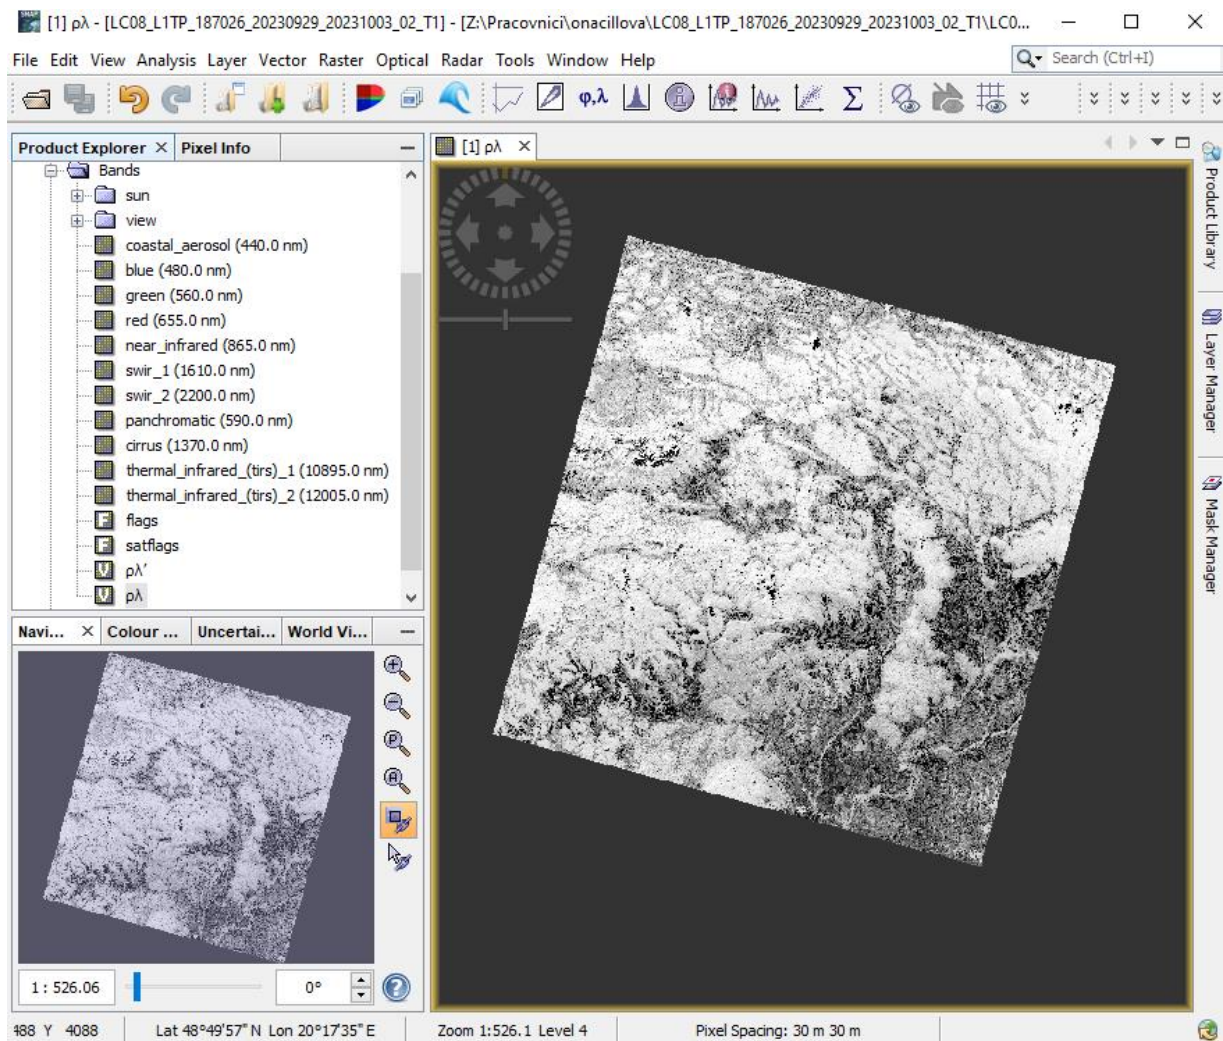 [1] ρλ - [LC08_L1TP_187026_20230929_20231003_02_T1] - [Z:\Pracovnici\onacillova\LC08_L1TP_187026_20230929_20231003_02_T1\LC0...
File Edit View Analysis Layer Vector Raster Optical Radar Tools Window Help
Search (Ctrl+I)
φ,λ
Σ
Product Explorer
Pixel Info
[1] ρλ
Bands
sun
view
coastal_aerosol (440.0 nm)
blue (480.0 nm)
green (560.0 nm)
red (655.0 nm)
near_infrared (865.0 nm)
swir_1 (1610.0 nm)
swir_2 (2200.0 nm)
panchromatic (590.0 nm)
cirrus (1370.0 nm)
thermal_infrared_(tirs)_1 (10895.0 nm)
thermal_infrared_(tirs)_2 (12005.0 nm)
F flags
F satflags
V ρλ′
V ρλ
Product Library
Layer Manager
Mask Manager
Navi...
Colour ...
Uncertai...
World Vi...
P
A
1 : 526.06
0°
488 Y 4088
Lat 48°49'57" N Lon 20°17'35" E
Zoom 1:526.1 Level 4
Pixel Spacing: 30 m 30 m